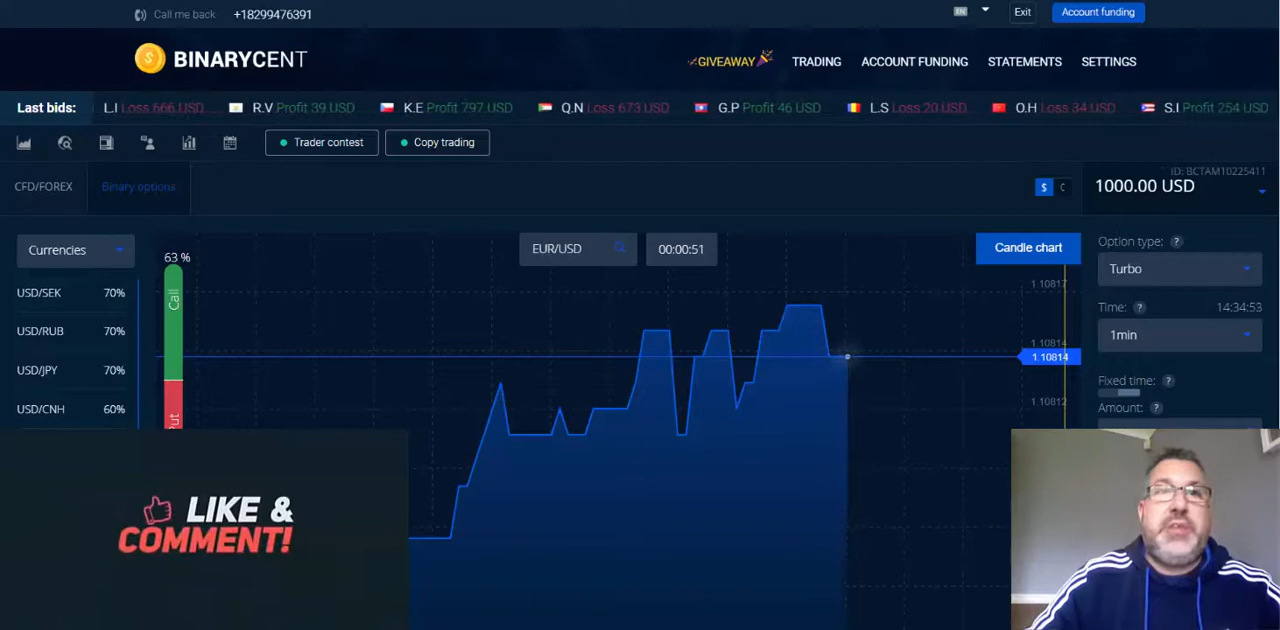 Call me back +18299476391 EN Exit Account funding
BINARYCENT GIVEAWAY TRADING ACCOUNT FUNDING STATEMENTS SETTINGS
Last bids: L.I Loss 666 USD R.V Profit 39 USD K.E Profit 797 USD Q.N Loss 673 USD G.P Profit 46 USD L.S Loss 20 USD O.H Loss 34 USD S.I Profit 254 USD
Trader contest Copy trading
CFD/FOREX Binary options $ C
ID: BCTAM10225411
1000.00 USD
Currencies 63 % EUR/USD 00:00:51 Candle chart Option type: ?
Turbo
USD/SEK 70% Call 1.10817
USD/RUB 70% Time: ? 14:34:53
1min
1.10814
1.10814
USD/JPY 70%
Fixed time: ?
USD/CNH 60% Put 1.10812 Amount: ?
LIKE &
COMMENT!